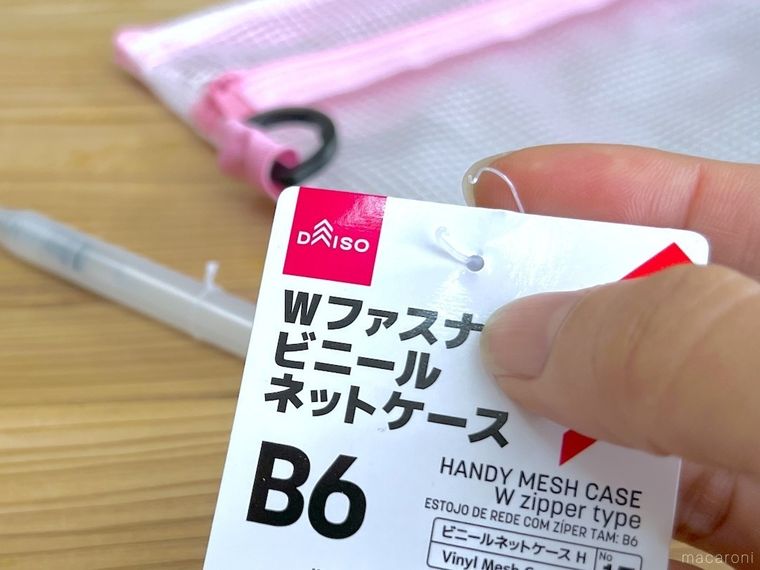 DAISO
Wファスナ
ビニール
ネットケース
B6
HANDY MESH CASE
W zipper type
ESTOJO DE REDE COM ZÍPER TAM: B6
ビニールネットケース H
No
Vinyl Mesh
macaroni